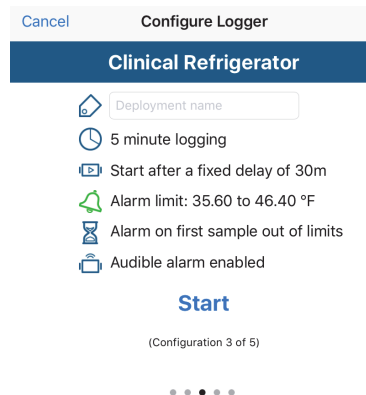 Cancel Configure Logger
Clinical Refrigerator
Deployment name
5 minute logging
Start after a fixed delay of 30m
Alarm limit: 35.60 to 46.40 °F
Alarm on first sample out of limits
Audible alarm enabled
Start
(Configuration 3 of 5)